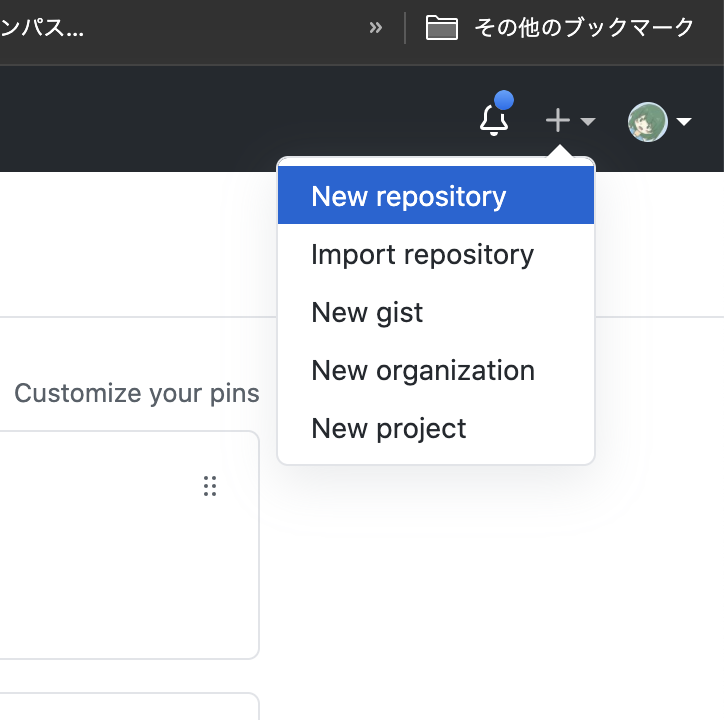 ンパス...
»
その他のブックマーク
New repository
Import repository
New gist
New organization
New project
Customize your pins